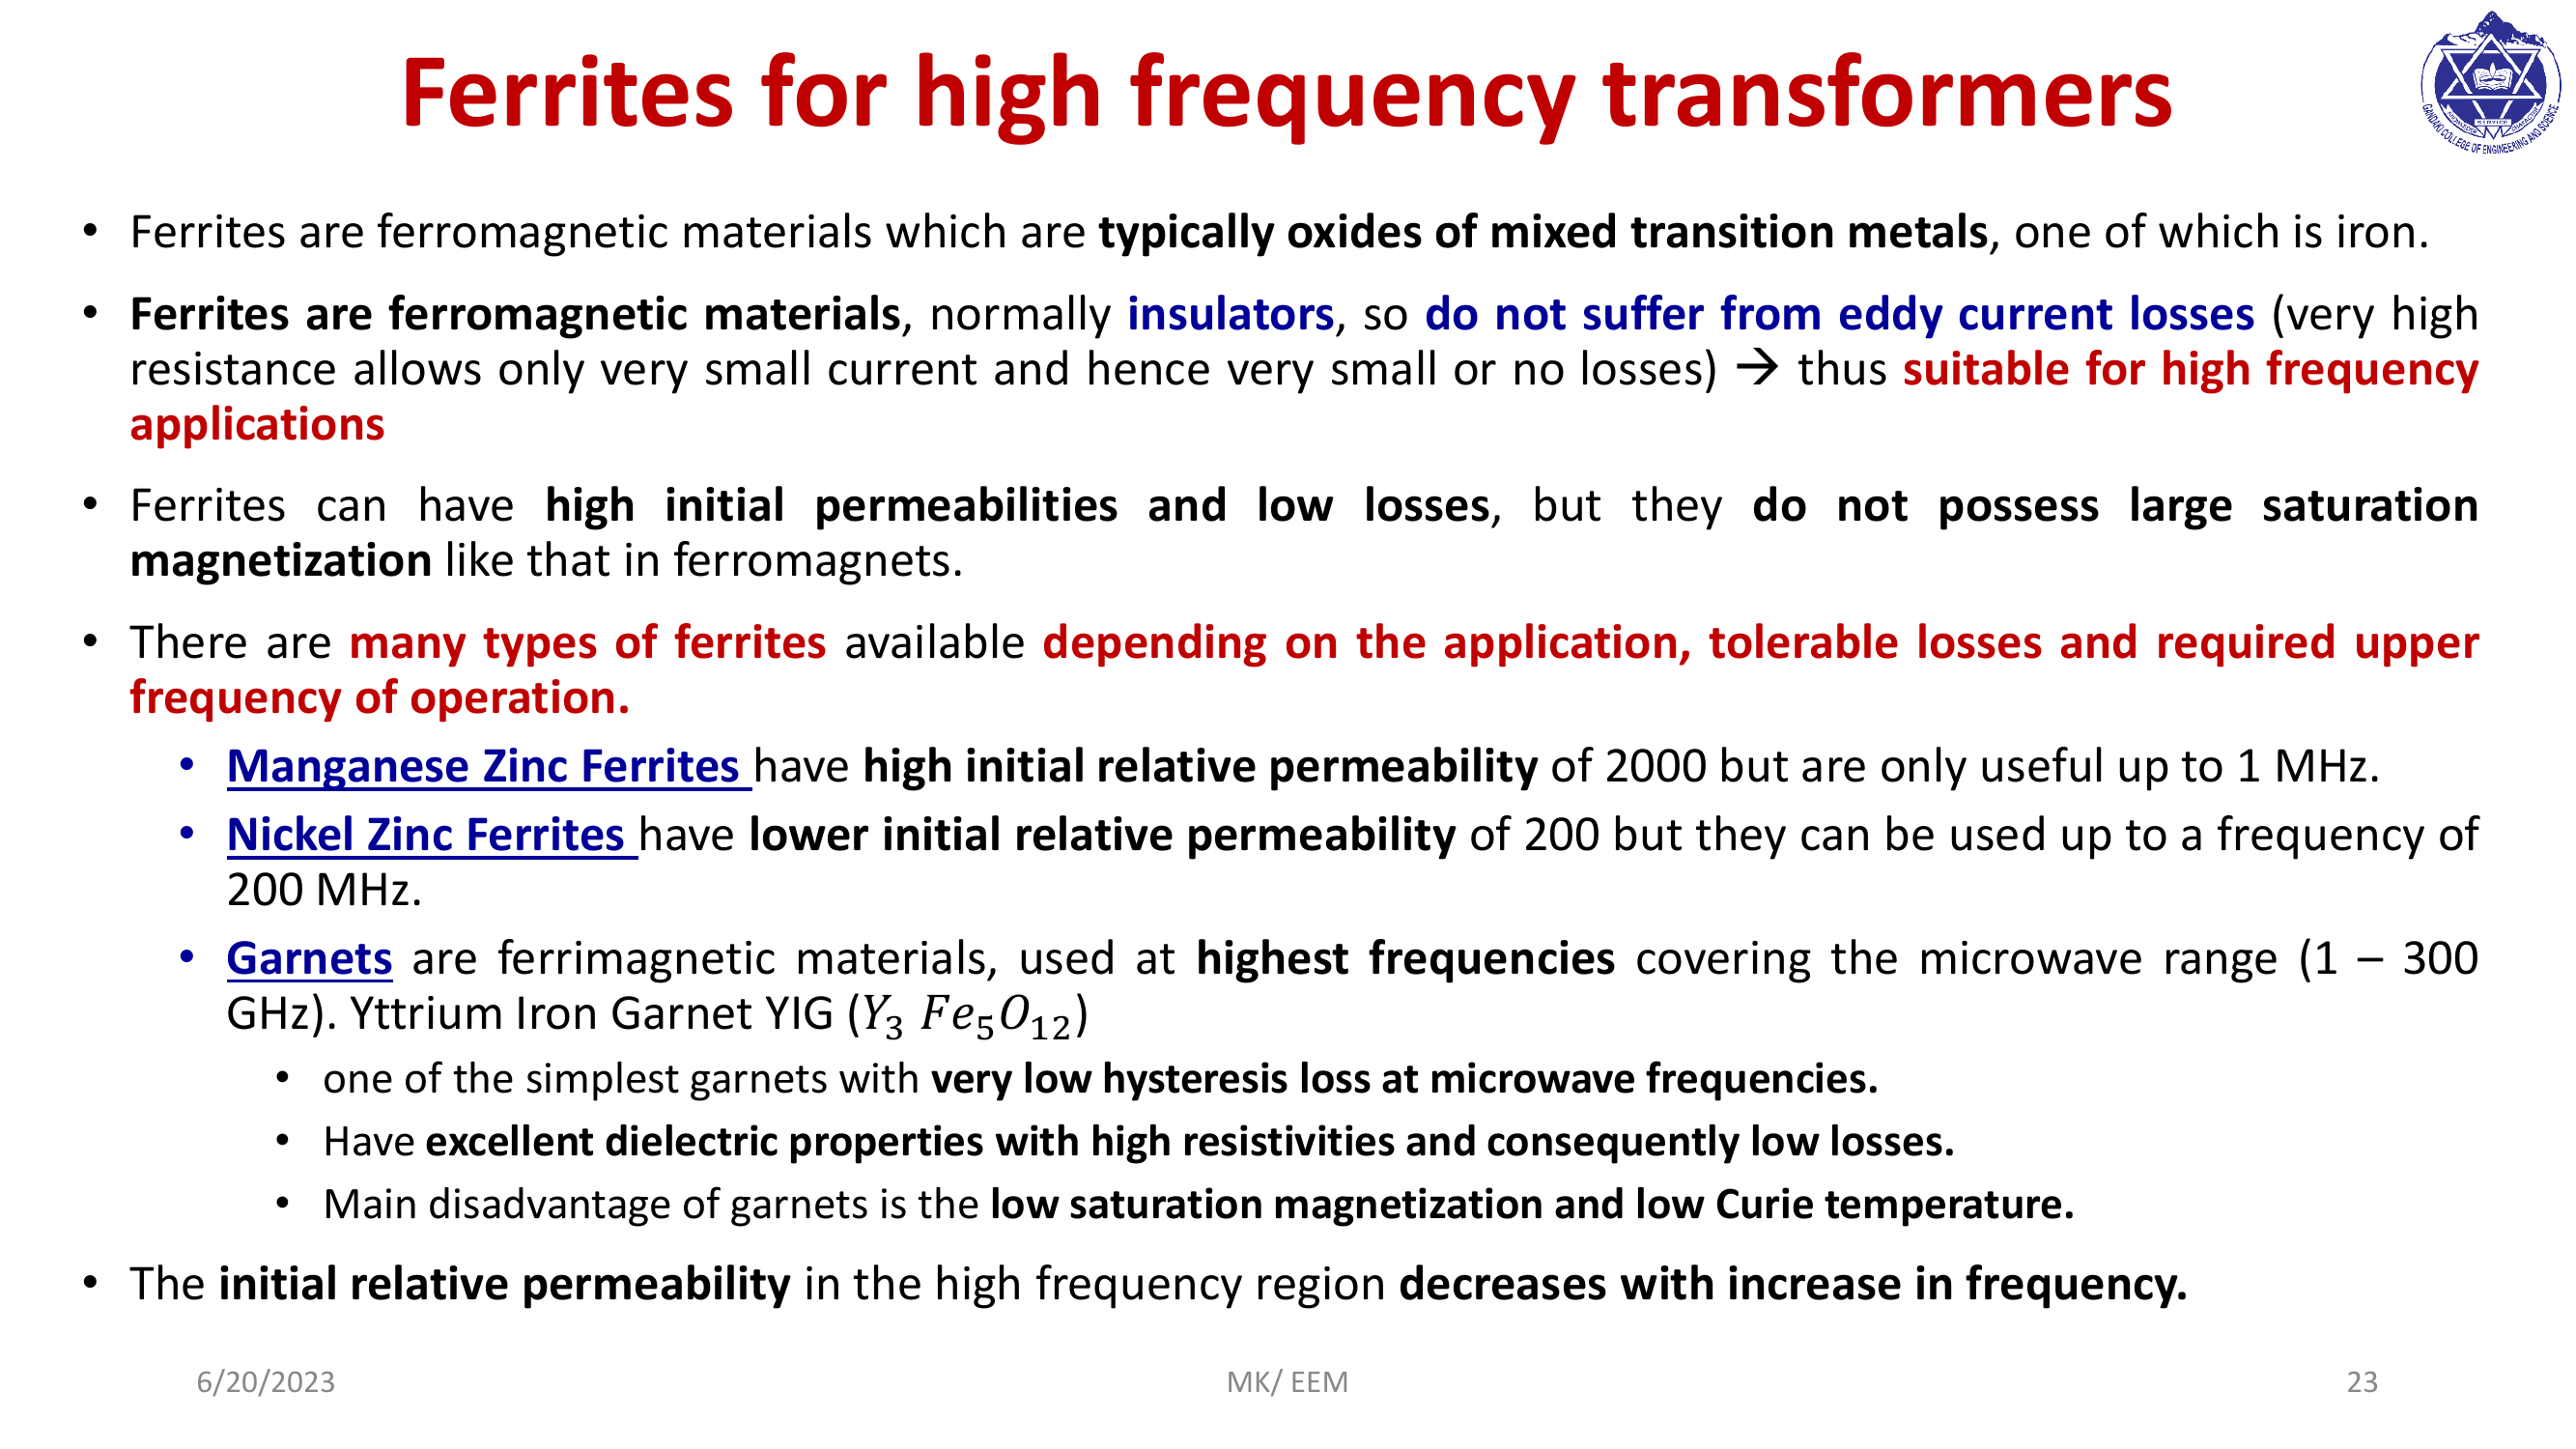 Ferrites for high frequency transformers
GANDAKI COLLEGE OF ENGINEERING AND SCIENCE
• Ferrites are ferromagnetic materials which are typically oxides of mixed transition metals, one of which is iron.
• Ferrites are ferromagnetic materials, normally insulators, so do not suffer from eddy current losses (very high
resistance allows only very small current and hence very small or no losses) → thus suitable for high frequency
applications
• Ferrites can have high initial permeabilities and low losses, but they do not possess large saturation
magnetization like that in ferromagnets.
• There are many types of ferrites available depending on the application, tolerable losses and required upper
frequency of operation.
• Manganese Zinc Ferrites have high initial relative permeability of 2000 but are only useful up to 1 MHz.
• Nickel Zinc Ferrites have lower initial relative permeability of 200 but they can be used up to a frequency of
200 MHz.
• Garnets are ferrimagnetic materials, used at highest frequencies covering the microwave range (1 – 300
GHz). Yttrium Iron Garnet YIG (Y₃ Fe₅O₁₂)
• one of the simplest garnets with very low hysteresis loss at microwave frequencies.
• Have excellent dielectric properties with high resistivities and consequently low losses.
• Main disadvantage of garnets is the low saturation magnetization and low Curie temperature.
• The initial relative permeability in the high frequency region decreases with increase in frequency.
6/20/2023
MK/ EEM
23